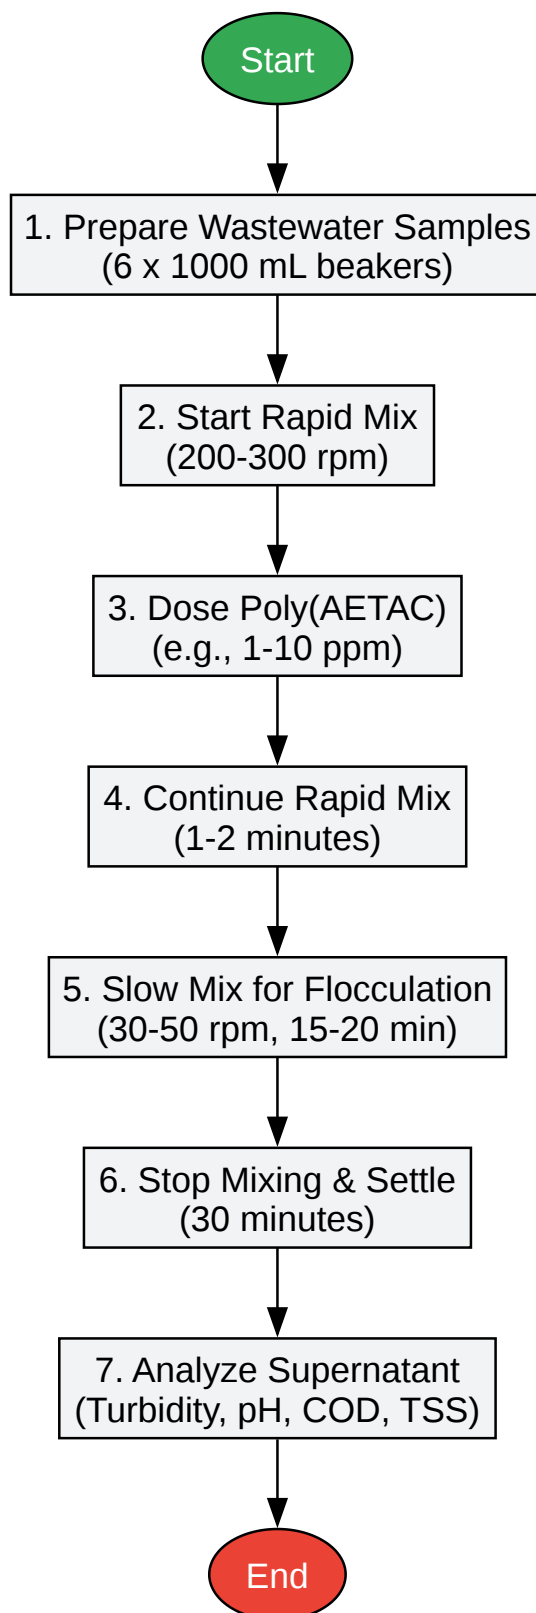 Start
1. Prepare Wastewater Samples
(6 x 1000 mL beakers)
2. Start Rapid Mix
(200-300 rpm)
3. Dose Poly(AETAC)
(e.g., 1-10 ppm)
4. Continue Rapid Mix
(1-2 minutes)
5. Slow Mix for Flocculation
(30-50 rpm, 15-20 min)
6. Stop Mixing & Settle
(30 minutes)
7. Analyze Supernatant
(Turbidity, pH, COD, TSS)
End